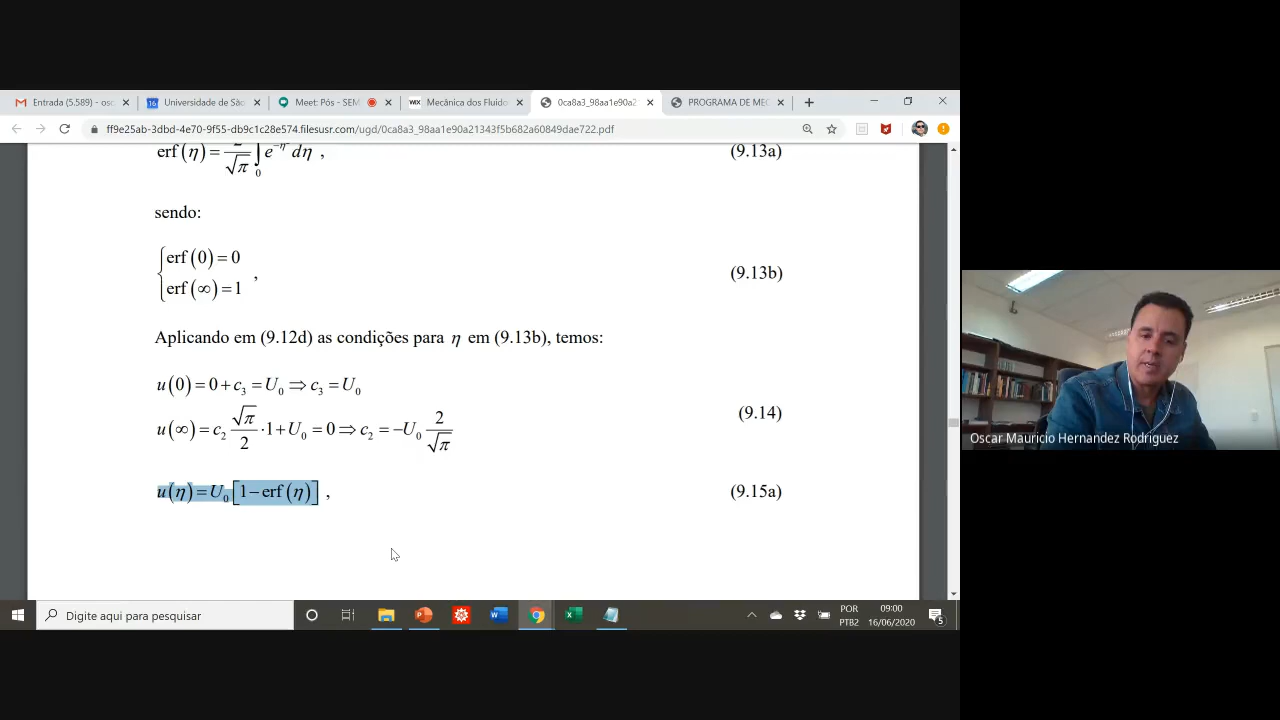 Entrada (5.589) - osc
16 Universidade de São
Meet: Pós - SEM
WiX Mecânica dos Fluido
0ca8a3_98aa1e90a2
PROGRAMA DE MEC
ff9e25ab-3dbd-4e70-9f55-db9c1c28e574.filesusr.com/ugd/0ca8a3_98aa1e90a21343f5b682a60849dae722.pdf
erf(η) = 2/√π ∫₀ e^{-η} dη , (9.13a)
sendo:
erf(0) = 0
erf(∞) = 1 , (9.13b)
Aplicando em (9.12d) as condições para η em (9.13b), temos:
u(0) = 0 + c₃ = U₀ ⇒ c₃ = U₀
u(∞) = c₂ √π/2 · 1 + U₀ = 0 ⇒ c₂ = −U₀ 2/√π (9.14)
u(η) = U₀[1 − erf(η)] , (9.15a)
Oscar Mauricio Hernandez Rodriguez
Digite aqui para pesquisar
POR
PTB2
09:00
16/06/2020
5